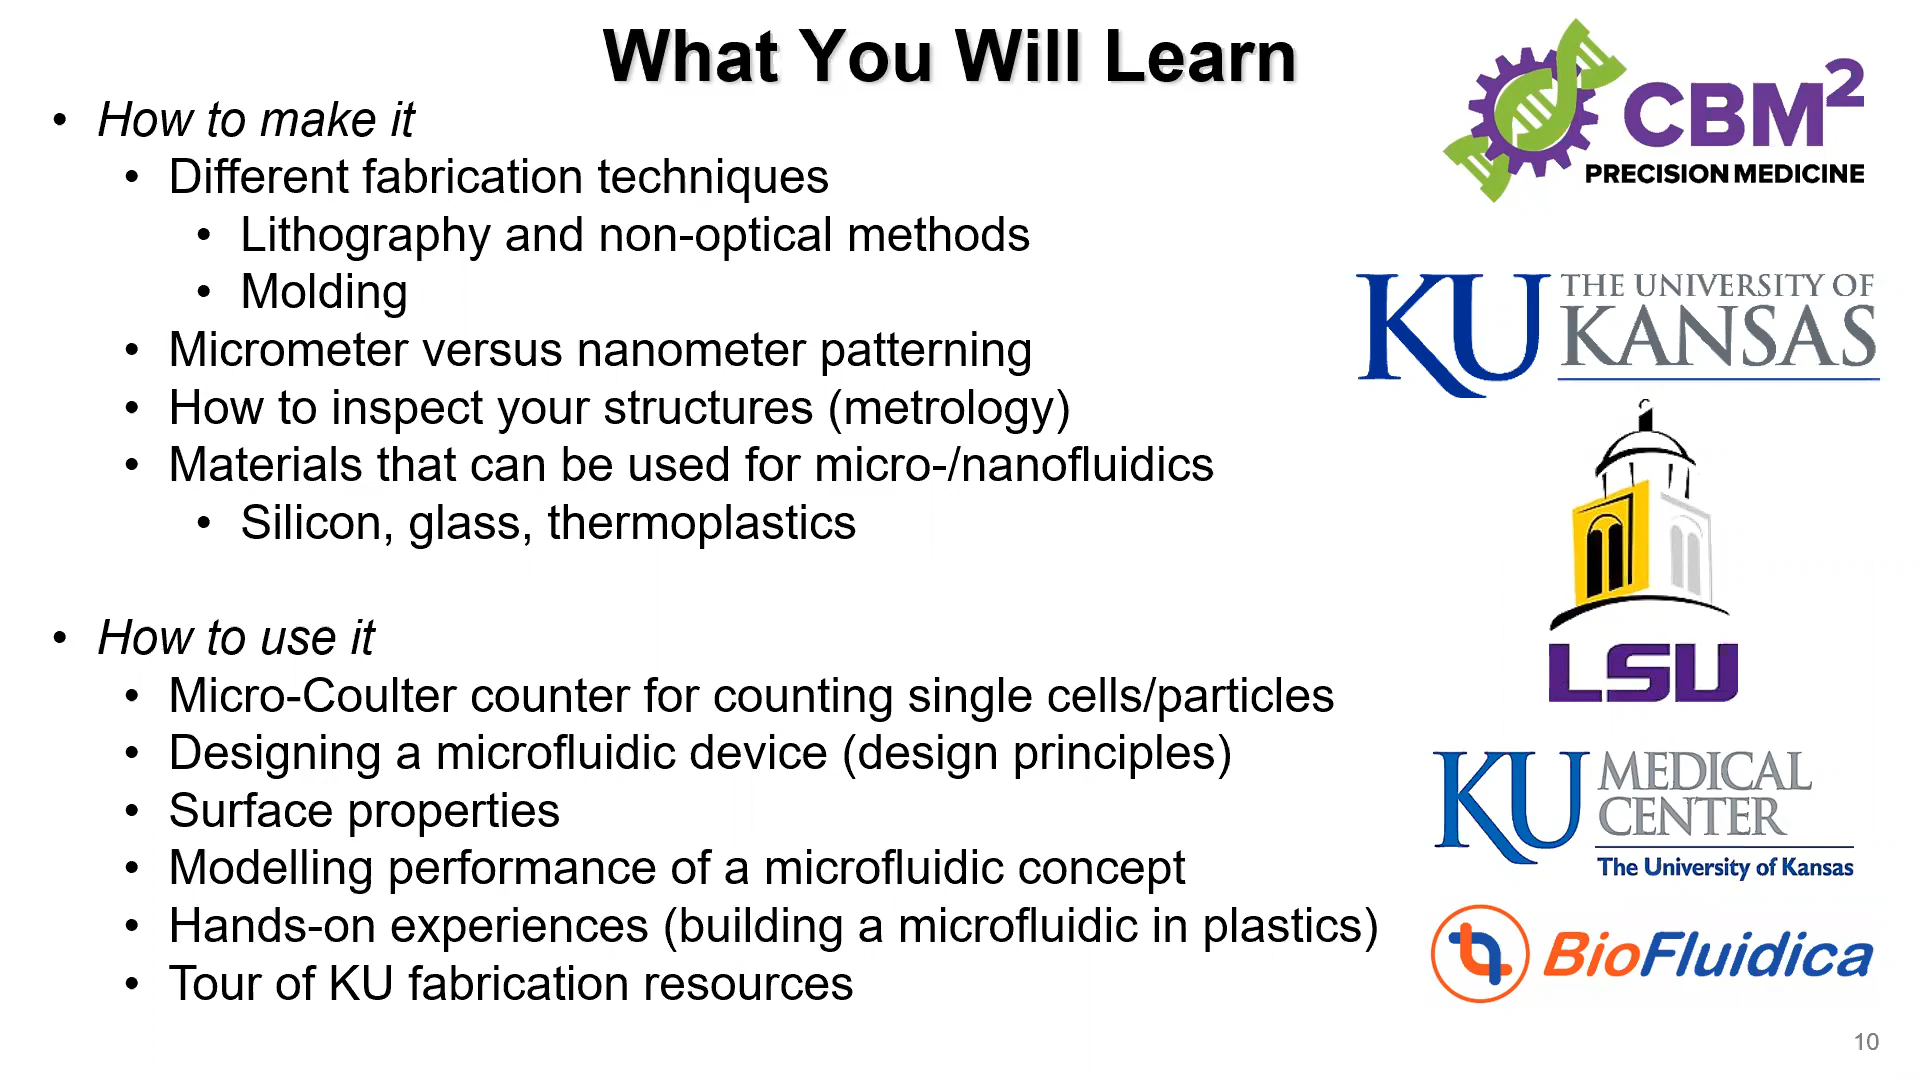 What You Will Learn
• How to make it
• Different fabrication techniques
• Lithography and non-optical methods
• Molding
• Micrometer versus nanometer patterning
• How to inspect your structures (metrology)
• Materials that can be used for micro-/nanofluidics
• Silicon, glass, thermoplastics
• How to use it
• Micro-Coulter counter for counting single cells/particles
• Designing a microfluidic device (design principles)
• Surface properties
• Modelling performance of a microfluidic concept
• Hands-on experiences (building a microfluidic in plastics)
• Tour of KU fabrication resources
CBM²
PRECISION MEDICINE
KU THE UNIVERSITY OF
KANSAS
LSU
KU MEDICAL
CENTER
The University of Kansas
BioFluidica
10